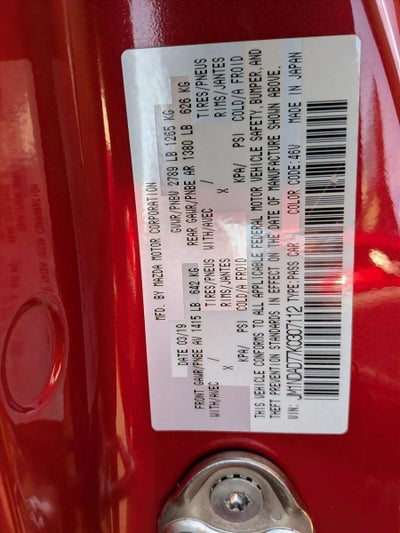 MFD. BY MAZDA MOTOR CORPORATION
DATE 03/19
GVWR/PNBV 2789 LB 1265 KG
FRONT GAWR/PNBE AV 1415 LB 642 KG
REAR GAWR/PNBE AR 1380 LB 626 KG
WITH/AVEC / TIRES/PNEUS
WITH/AVEC / TIRES/PNEUS
X RIMS/JANTES
X RIMS/JANTES
KPA/ PSI COLD/A FROID
KPA/ PSI COLD/A FROID
THIS VEHICLE CONFORMS TO ALL APPLICABLE FEDERAL MOTOR VEHICLE SAFETY, BUMPER, AND
THEFT PREVENTION STANDARDS IN EFFECT ON THE DATE OF MANUFACTURE SHOWN ABOVE.
VIN: JM1NDAD77K0307112 TYPE:PASS CAR /VP COLOR CODE:46V MADE IN JAPAN